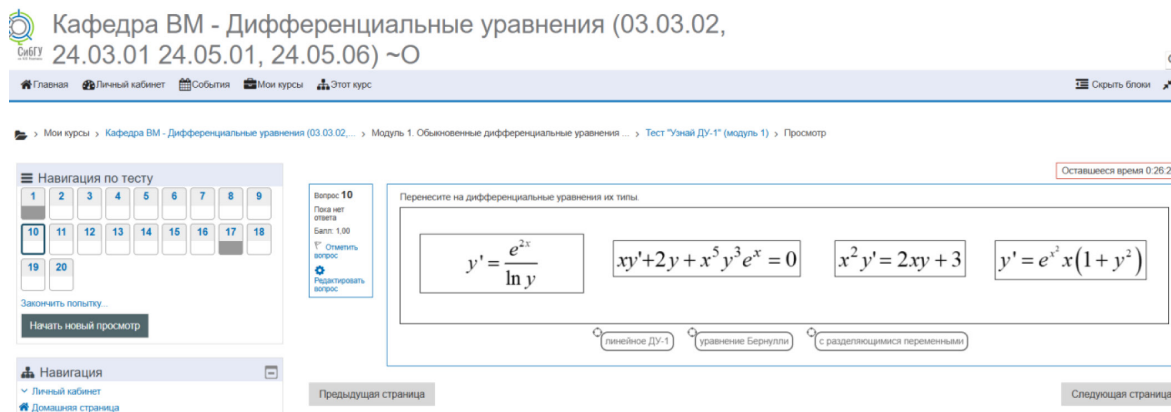 Кафедра ВМ - Дифференциальные уравнения (03.03.02,
СибГУ 24.03.01 24.05.01, 24.05.06) ~О
Главная Личный кабинет События Мои курсы Этот курс Скрыть блоки
> Мои курсы > Кафедра ВМ - Дифференциальные уравнения (03.03.02,... > Модуль 1. Обыкновенные дифференциальные уравнения ... > Тест "Узнай ДУ-1" (модуль 1) > Просмотр
Оставшееся время 0:26:2
Навигация по тесту
1 2 3 4 5 6 7 8 9
10 11 12 13 14 15 16 17 18
19 20
Закончить попытку...
Начать новый просмотр
Навигация
Личный кабинет
Домашняя страница
Вопрос 10
Пока нет
ответа
Балл: 1,00
Отметить
вопрос
Редактировать
вопрос
Перенесите на дифференциальные уравнения их типы.
y' = e^{2x} / ln y
xy'+2y + x^5 y^3 e^x = 0
x^2 y' = 2xy + 3
y' = e^{x^2} x(1 + y^2)
линейное ДУ-1 уравнение Бернулли с разделяющимися переменными
Предыдущая страница Следующая страница